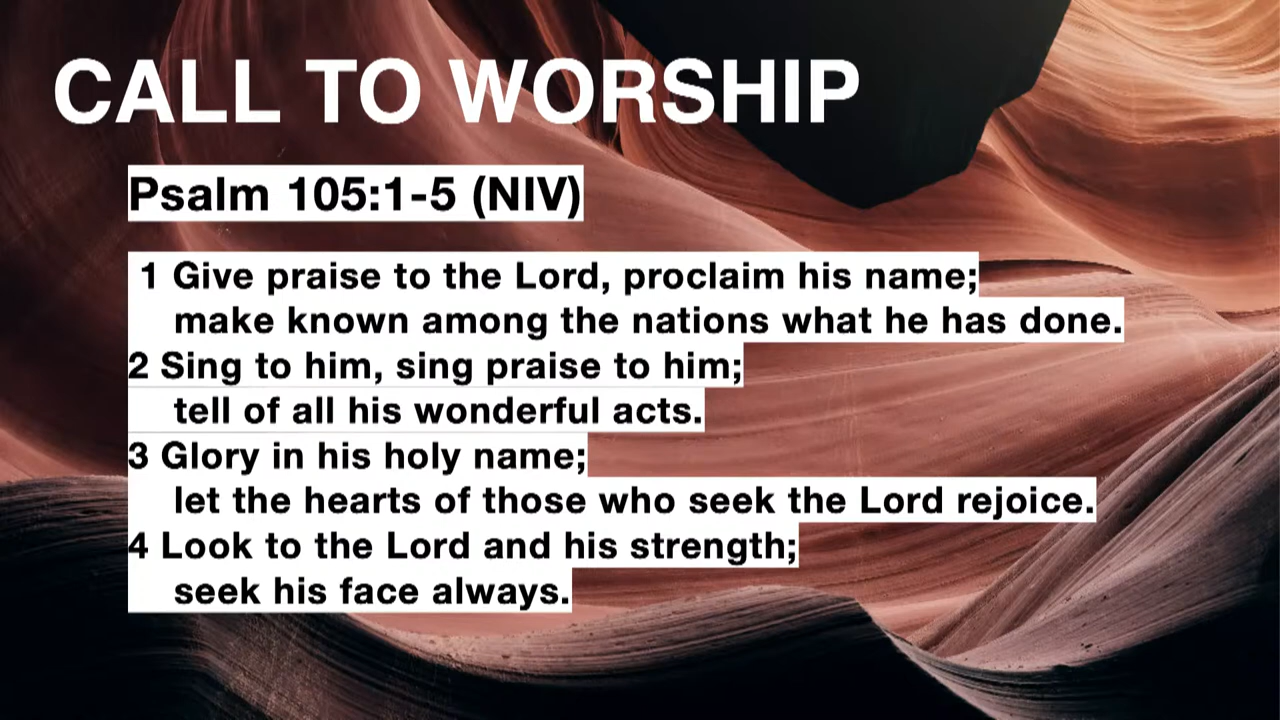 CALL TO WORSHIP
Psalm 105:1-5 (NIV)
1 Give praise to the Lord, proclaim his name;
make known among the nations what he has done.
2 Sing to him, sing praise to him;
tell of all his wonderful acts.
3 Glory in his holy name;
let the hearts of those who seek the Lord rejoice.
4 Look to the Lord and his strength;
seek his face always.